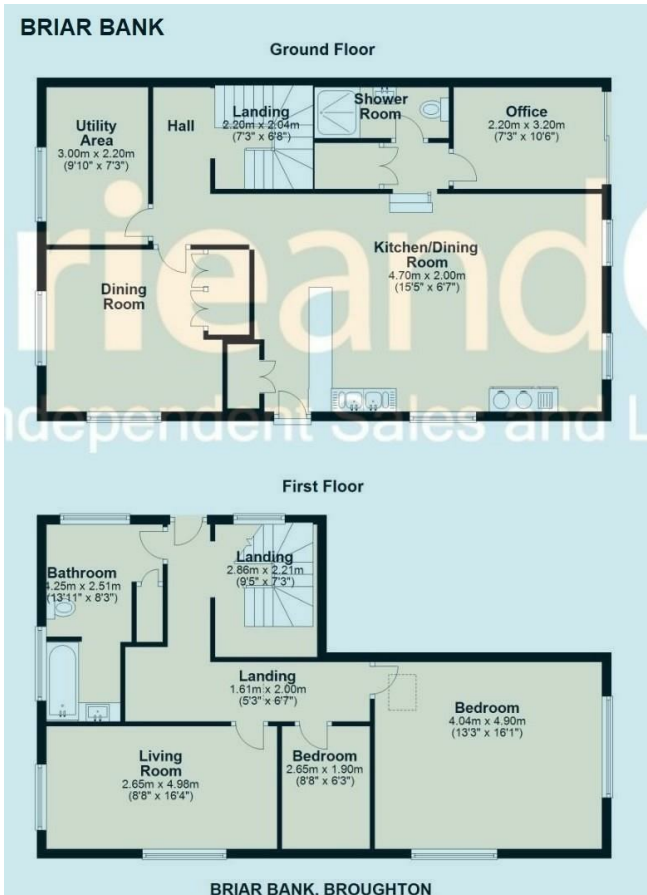 BRIAR BANK
Ground Floor
Utility
Area
3.00m x 2.20m
(9'10" x 7'3")
Hall
Landing
2.20m x 2.04m
(7'3" x 6'8")
Shower
Room
Office
2.20m x 3.20m
(7'3" x 10'6")
Kitchen/Dining
Room
4.70m x 2.00m
(15'5" x 6'7")
Dining
Room
rieand
Independent Sales and L
First Floor
Bathroom
4.25m x 2.51m
(13'11" x 8'3")
Landing
2.86m x 2.21m
(9'5" x 7'3")
Landing
1.61m x 2.00m
(5'3" x 6'7")
Bedroom
4.04m x 4.90m
(13'3" x 16'1")
Living
Room
2.65m x 4.98m
(8'8" x 16'4")
Bedroom
2.65m x 1.90m
(8'8" x 6'3")
BRIAR BANK, BROUGHTON